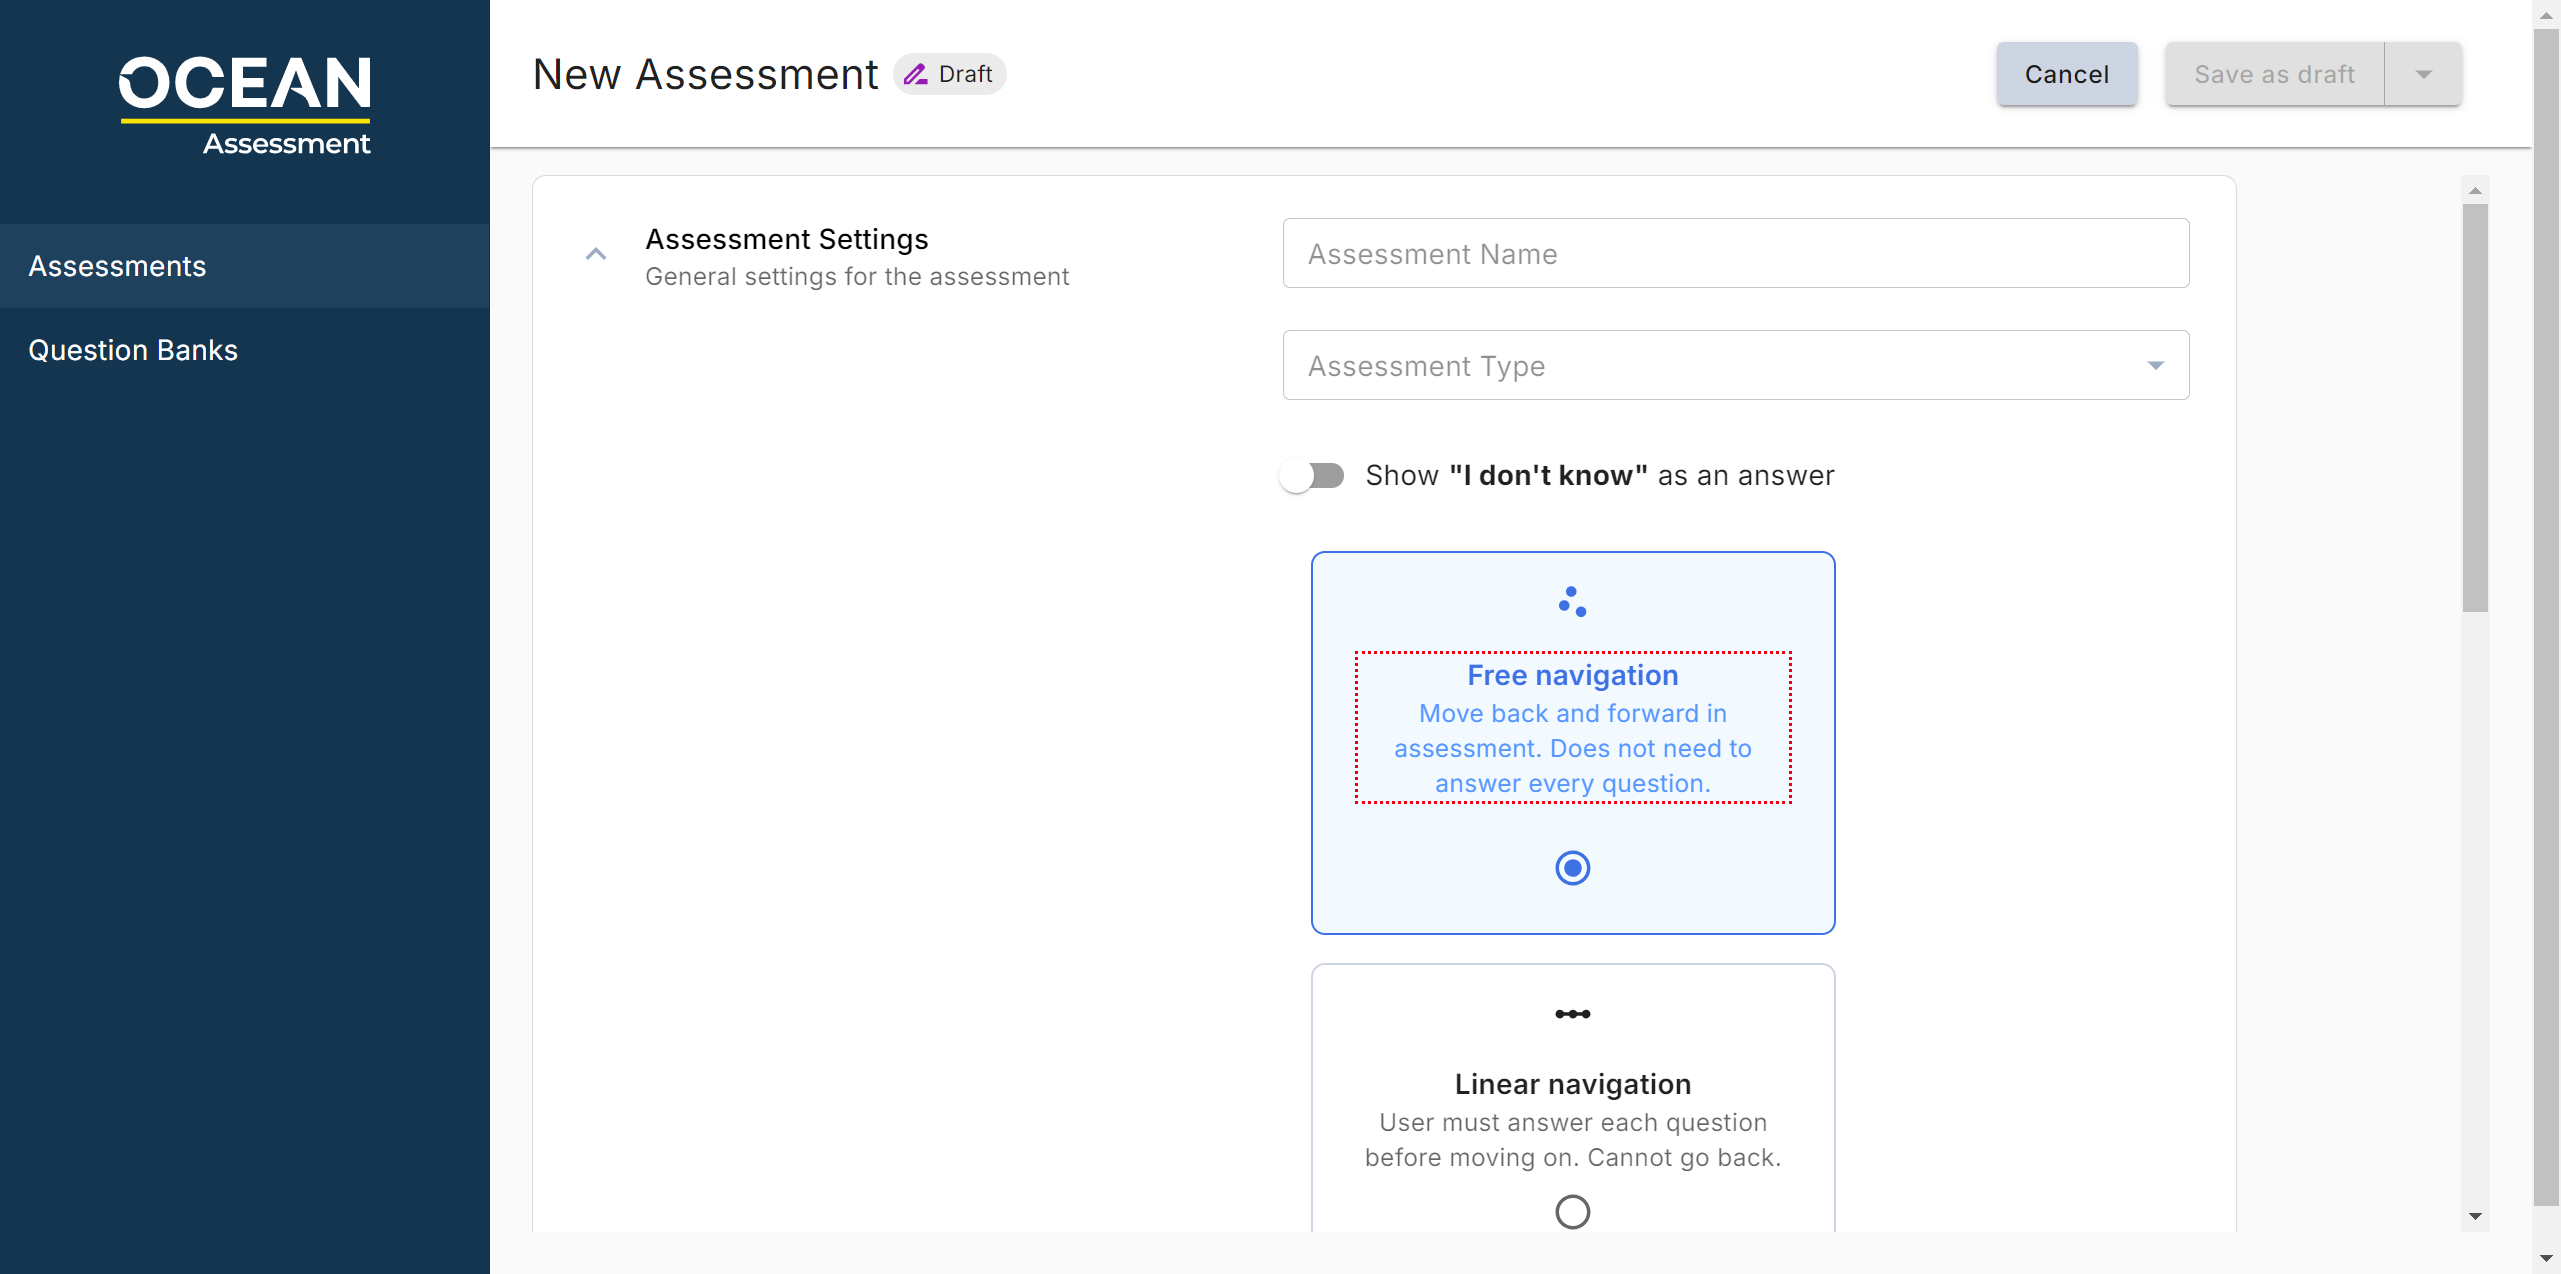 OCEAN
Assessment
Assessments
Question Banks
New Assessment
Draft
Cancel
Save as draft
Assessment Settings
General settings for the assessment
Assessment Name
Assessment Type
Show "I don't know" as an answer
Free navigation
Move back and forward in
assessment. Does not need to
answer every question.
Linear navigation
User must answer each question
before moving on. Cannot go back.